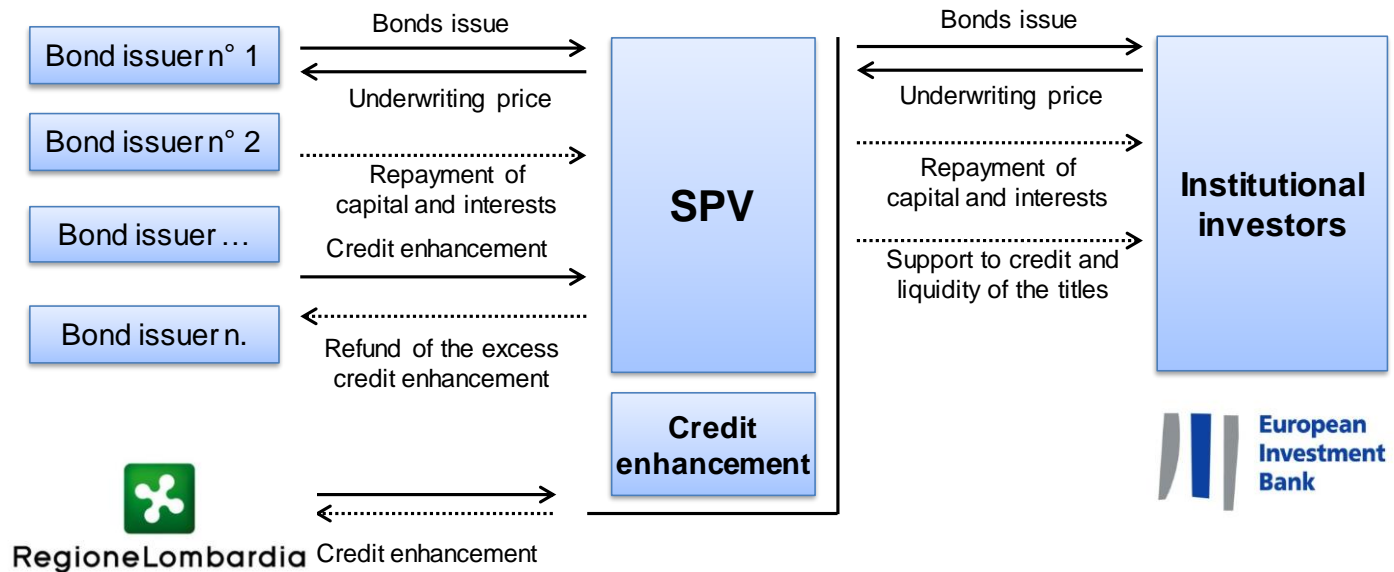 Bond issuer n° 1
Bond issuer n° 2
Bond issuer ...
Bond issuer n.
Bonds issue
Underwriting price
Repayment of
capital and interests
Credit enhancement
Refund of the excess
credit enhancement
SPV
Credit
enhancement
Bonds issue
Underwriting price
Repayment of
capital and interests
Support to credit and
liquidity of the titles
Institutional
investors
European
Investment
Bank
RegioneLombardia
Credit enhancement